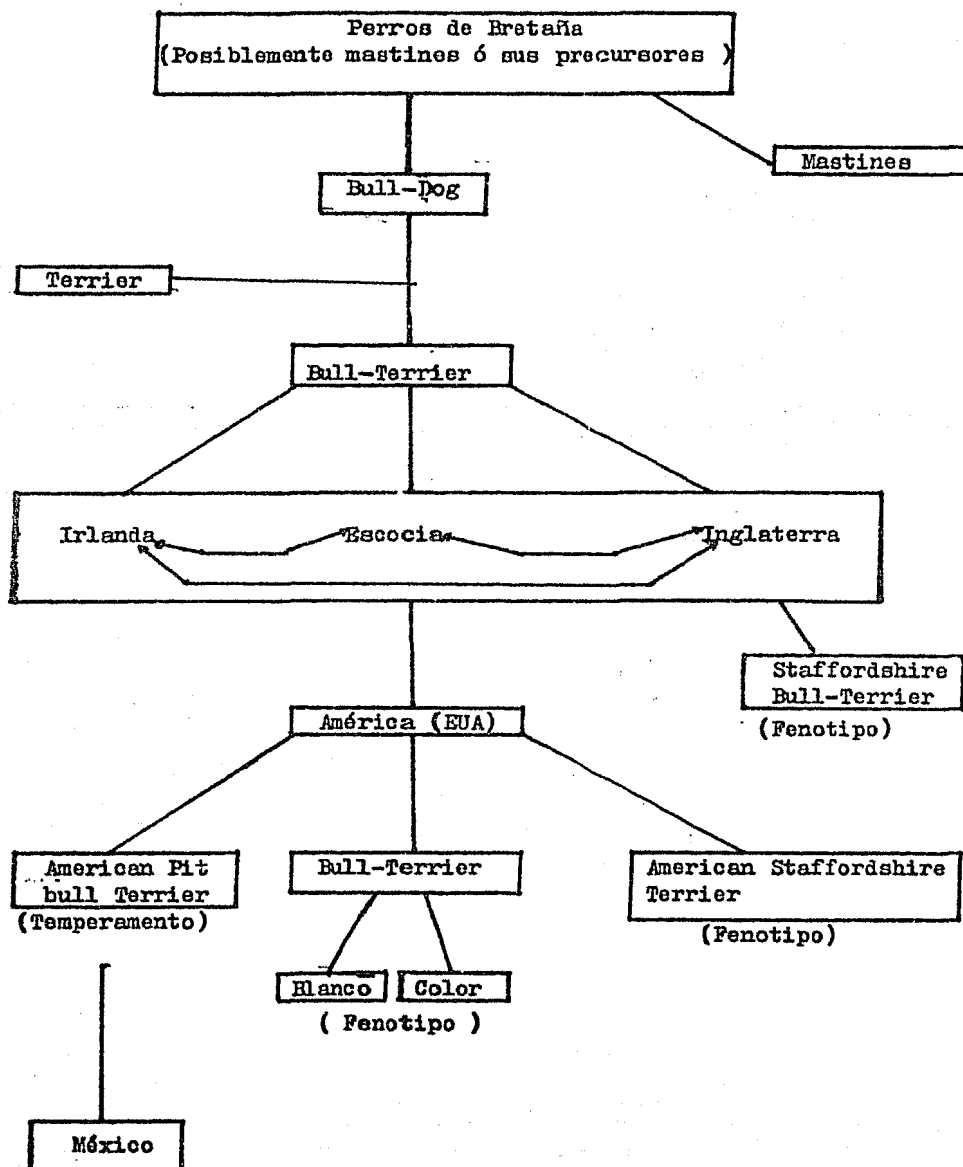 Perros de Bretaña
(Posiblemente mastines ó sus precursores )
Mastines
Bull-Dog
Terrier
Bull-Terrier
Irlanda Escocia Inglaterra
Staffordshire
Bull-Terrier
(Fenotipo)
América (EUA)
American Pit
bull Terrier
(Temperamento)
Bull-Terrier
American Staffordshire
Terrier
(Fenotipo)
Blanco Color
( Fenotipo )
México